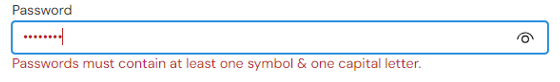 Password
••••••••
Passwords must contain at least one symbol & one capital letter.